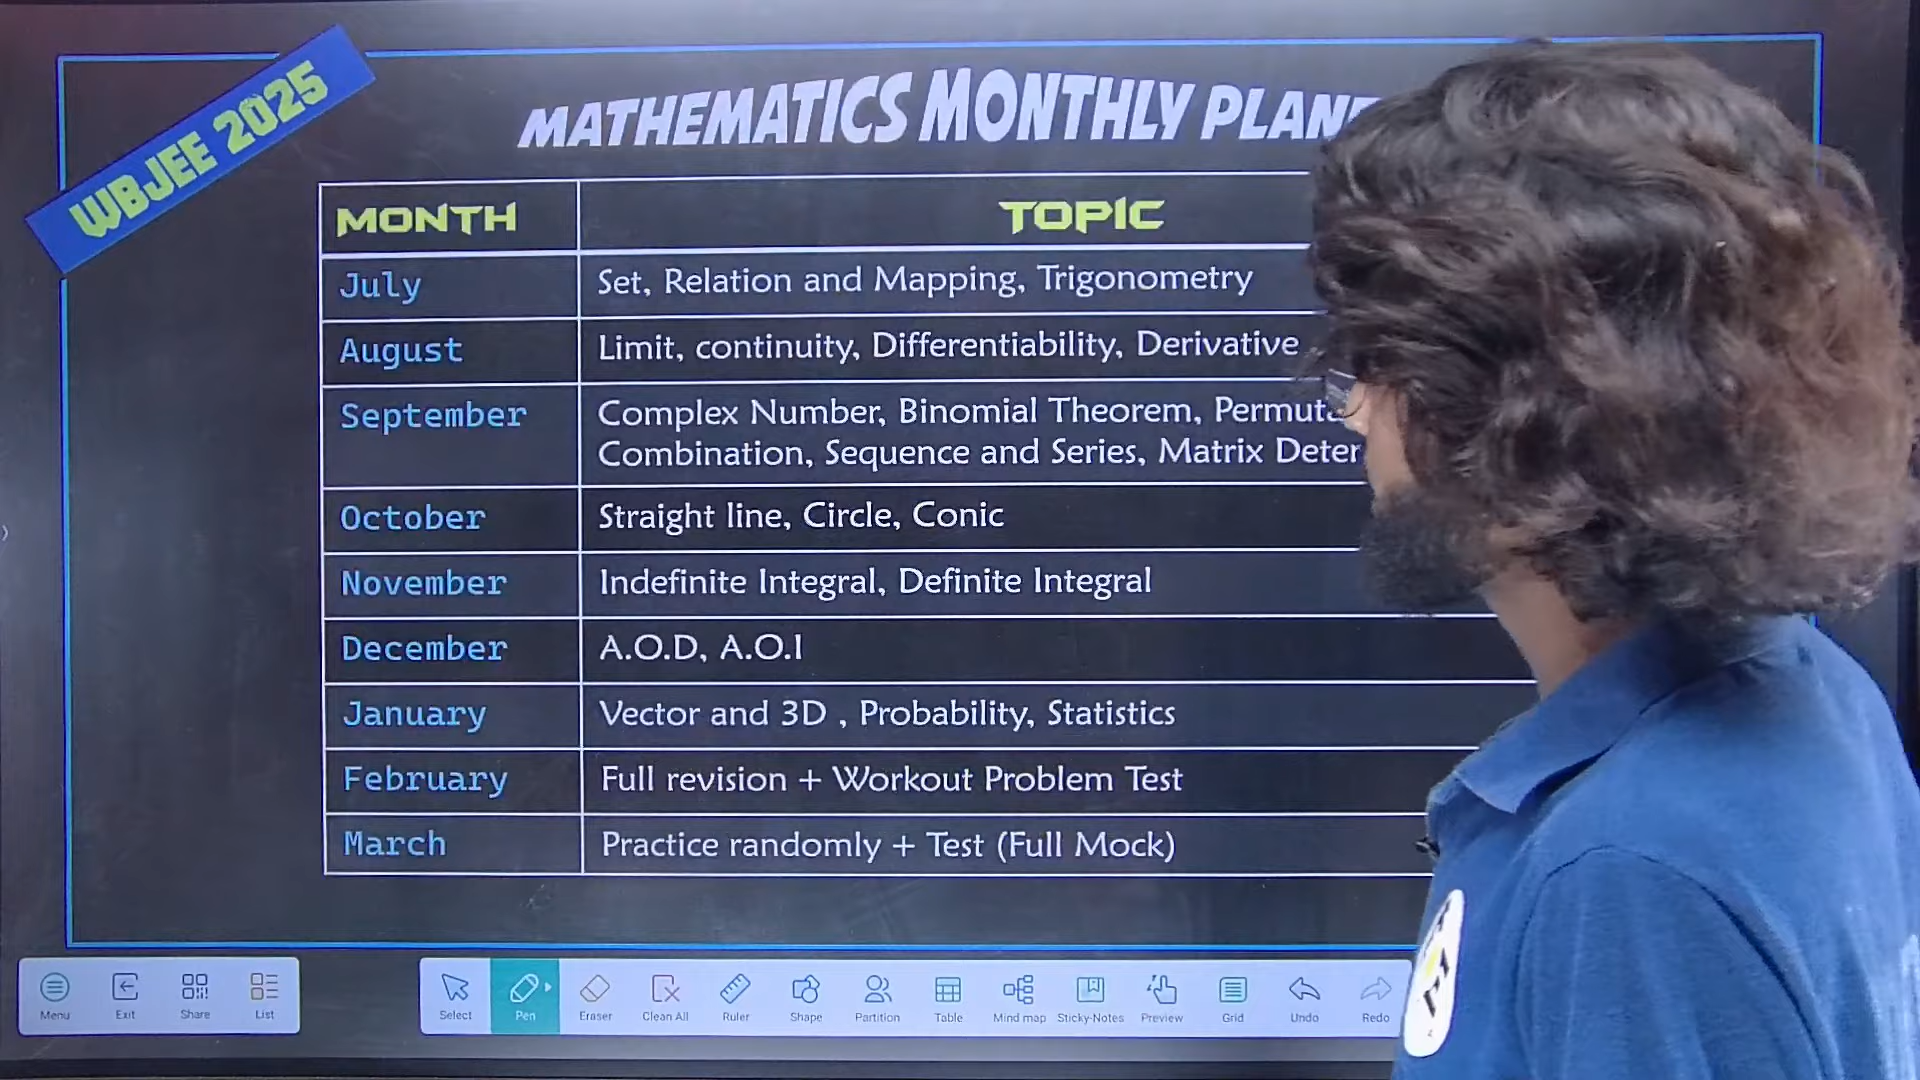 WBJEE 2025
MATHEMATICS MONTHLY
MONTH TOPIC
July Set, Relation and Mapping, Trigonometry
August Limit, continuity, Differentiability, Derivative
September Complex Number, Binomial Theorem,
Combination, Sequence and Series, Matrix
October Straight line, Circle, Conic
November Indefinite Integral, Definite Integral
December A.O.D, A.O.I
January Vector and 3D , Probability, Statistics
February Full revision + Workout Problem Test
March Practice randomly + Test (Full Mock)
Menu Exit Share List Select Pen Eraser Clean All Ruler Shape Partition Table Mind map Sticky-Notes Preview Grid Undo Redo